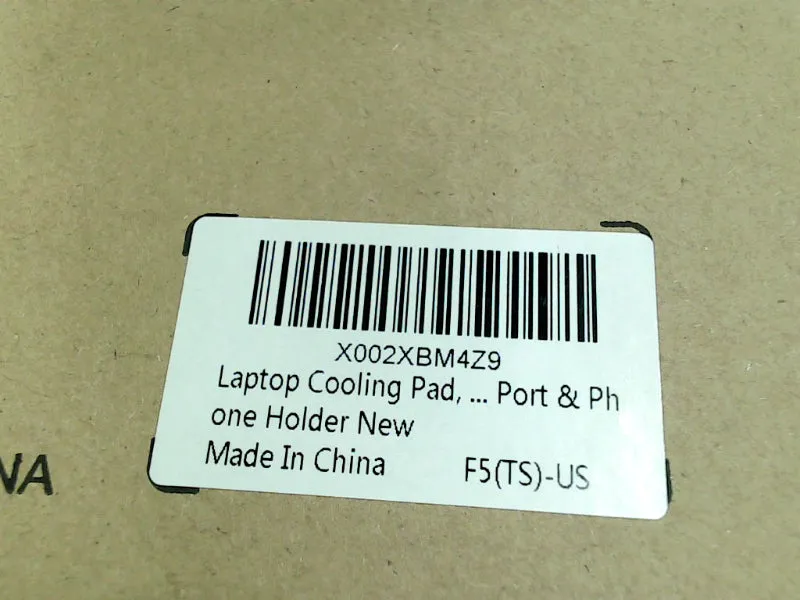 X002XBM4Z9
Laptop Cooling Pad, ... Port & Ph
one Holder New
Made In China F5(TS)-US
NA